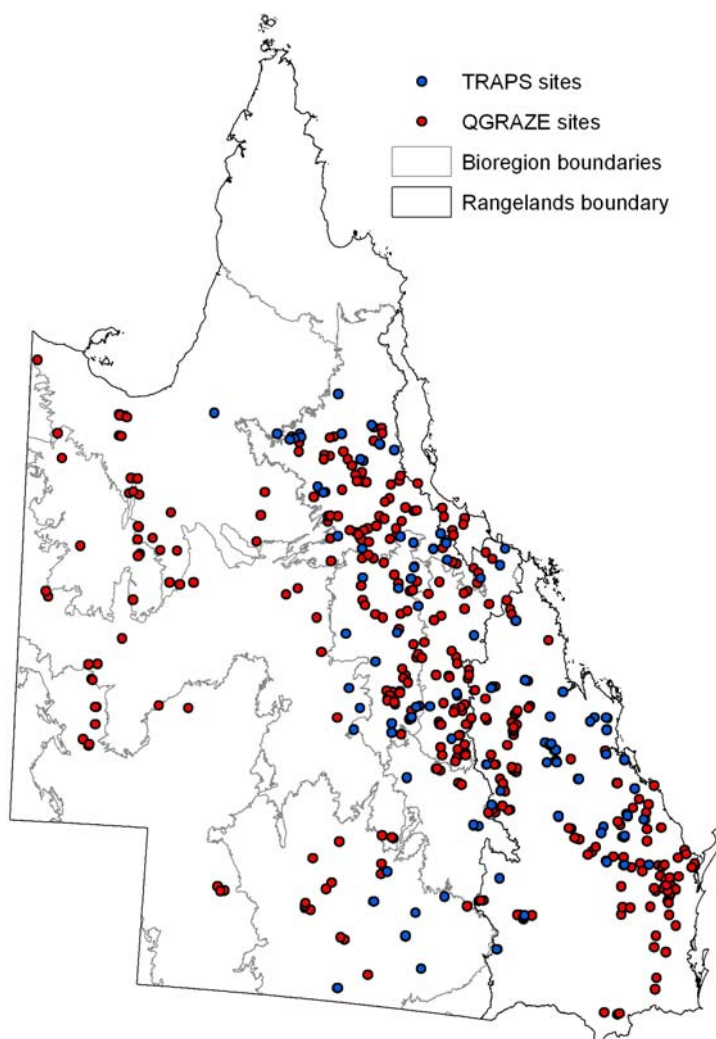 TRAPS sites
QGRAZE sites
Bioregion boundaries
Rangelands boundary